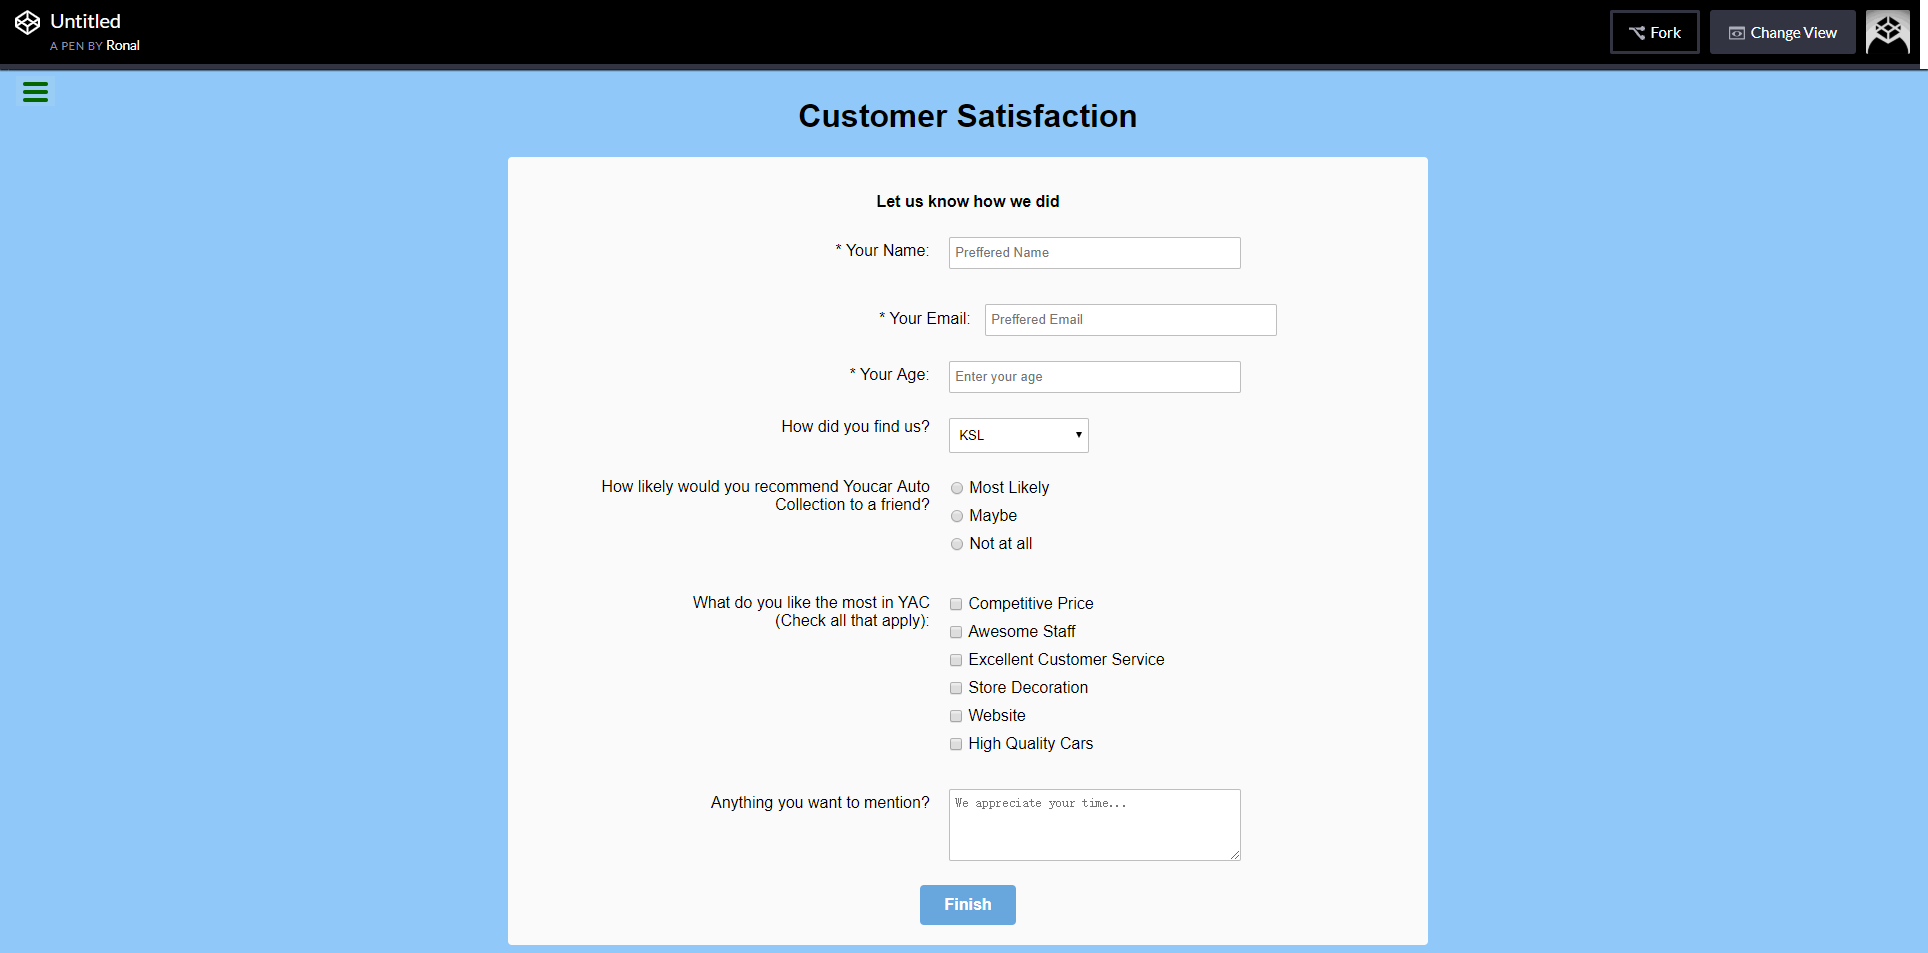 Untitled
A PEN BY Ronal
Fork
Change View
Customer Satisfaction
Let us know how we did
* Your Name:
Preffered Name
* Your Email:
Preffered Email
* Your Age:
Enter your age
How did you find us?
KSL
How likely would you recommend Youcar Auto
Collection to a friend?
Most Likely
Maybe
Not at all
What do you like the most in YAC
(Check all that apply):
Competitive Price
Awesome Staff
Excellent Customer Service
Store Decoration
Website
High Quality Cars
Anything you want to mention?
We appreciate your time...
Finish